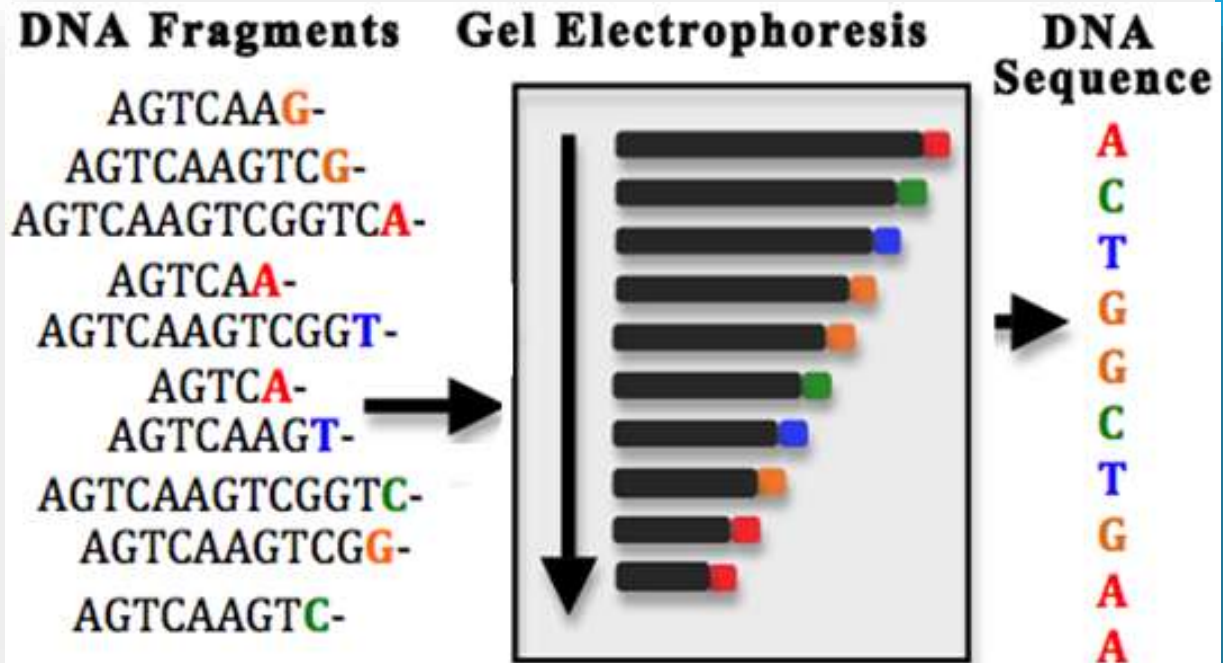 DNA Fragments
AGTCAAG-
AGTCAAGTCG-
AGTCAAGTCGGTCA-
AGTCAA-
AGTCAAGTCGGT-
AGTCA-
AGTCAAGT-
AGTCAAGTCGGTC-
AGTCAAGTCGG-
AGTCAAGTC-
Gel Electrophoresis
DNA
Sequence
A
C
T
G
G
C
T
G
A
A